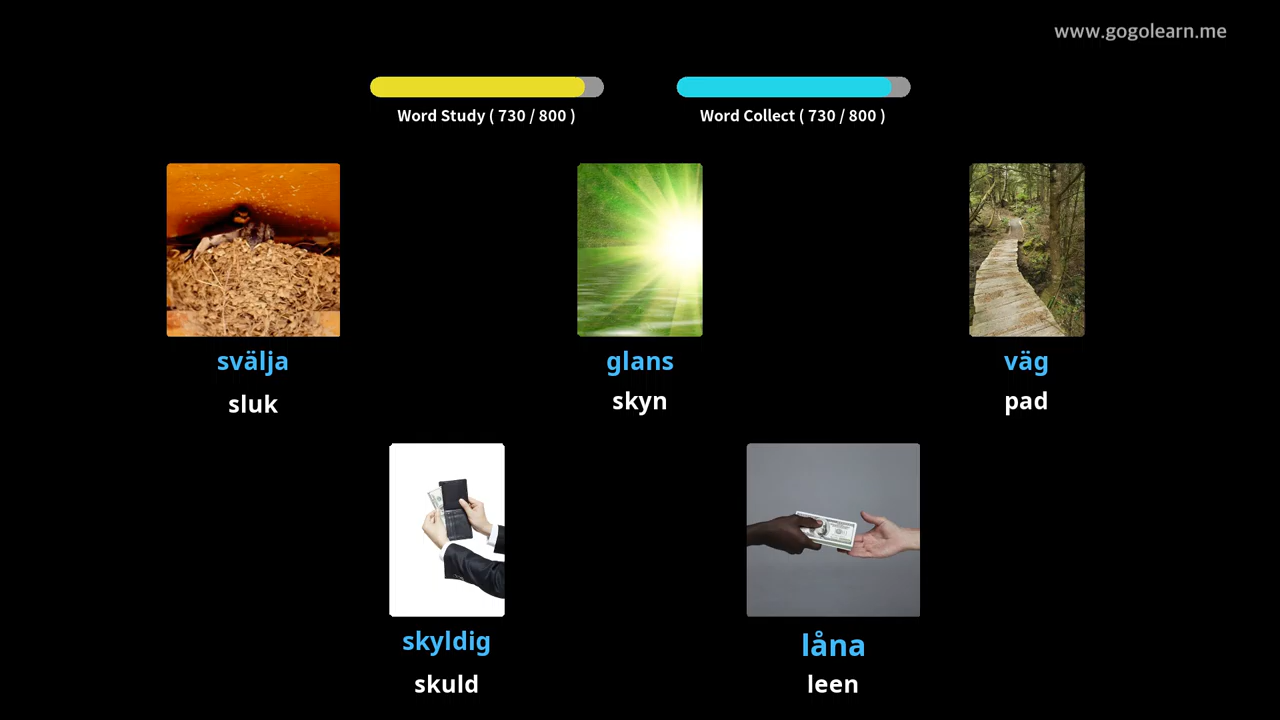 www.gogolearn.me
Word Study ( 730 / 800 )
Word Collect ( 730 / 800 )
svälja
sluk
glans
skyn
väg
pad
skyldig
skuld
låna
leen